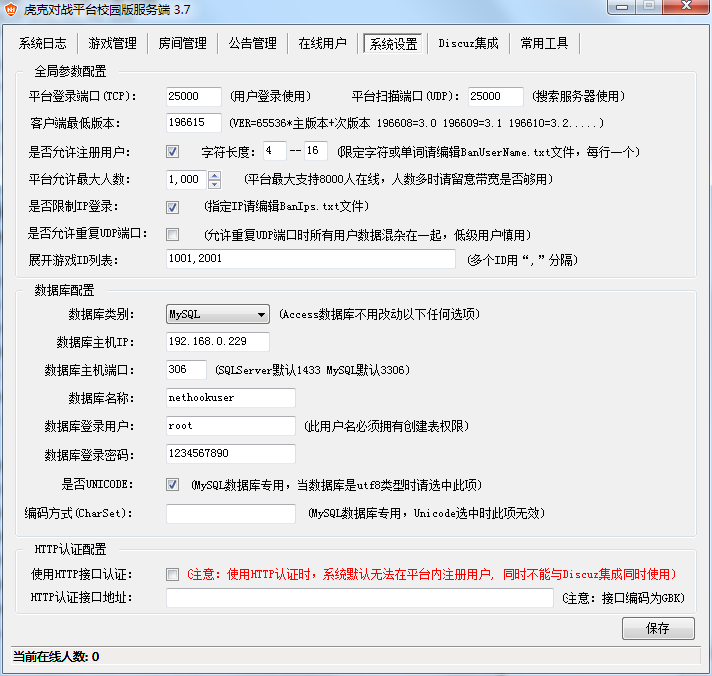 虎克对战平台校园版服务端 3.7
系统日志 游戏管理 房间管理 公告管理 在线用户 系统设置 Discuz集成 常用工具
全局参数配置
平台登录端口(TCP): 25000 (用户登录使用) 平台扫描端口(UDP): 25000 (搜索服务器使用)
客户端最低版本: 196615 (VER=65536*主版本+次版本 196608=3.0 196609=3.1 196610=3.2.....)
是否允许注册用户: 字符长度: 4 -- 16 (限定字符或单词请编辑BanUserName.txt文件，每行一个)
平台允许最大人数: 1,000 (平台最大支持8000人在线，人数多时请留意带宽是否够用)
是否限制IP登录: (指定IP请编辑BanIps.txt文件)
是否允许重复UDP端口: (允许重复UDP端口时所有用户数据混杂在一起，低级用户慎用)
展开游戏ID列表: 1001,2001 (多个ID用“,”分隔)
数据库配置
数据库类别: MySQL (Access数据库不用改动以下任何选项)
数据库主机IP: 192.168.0.229
数据库主机端口: 306 (SQLServer默认1433 MySQL默认3306)
数据库名称: nethookuser
数据库登录用户: root (此用户名必须拥有创建表权限)
数据库登录密码: 1234567890
是否UNICODE: (MySQL数据库专用，当数据库是utf8类型时请选中此项)
编码方式(CharSet): (MySQL数据库专用，Unicode选中时此项无效)
HTTP认证配置
使用HTTP接口认证: (注意: 使用HTTP认证时，系统默认无法在平台内注册用户, 同时不能与Discuz集成同时使用)
HTTP认证接口地址: (注意: 接口编码为GBK)
保存
当前在线人数: 0